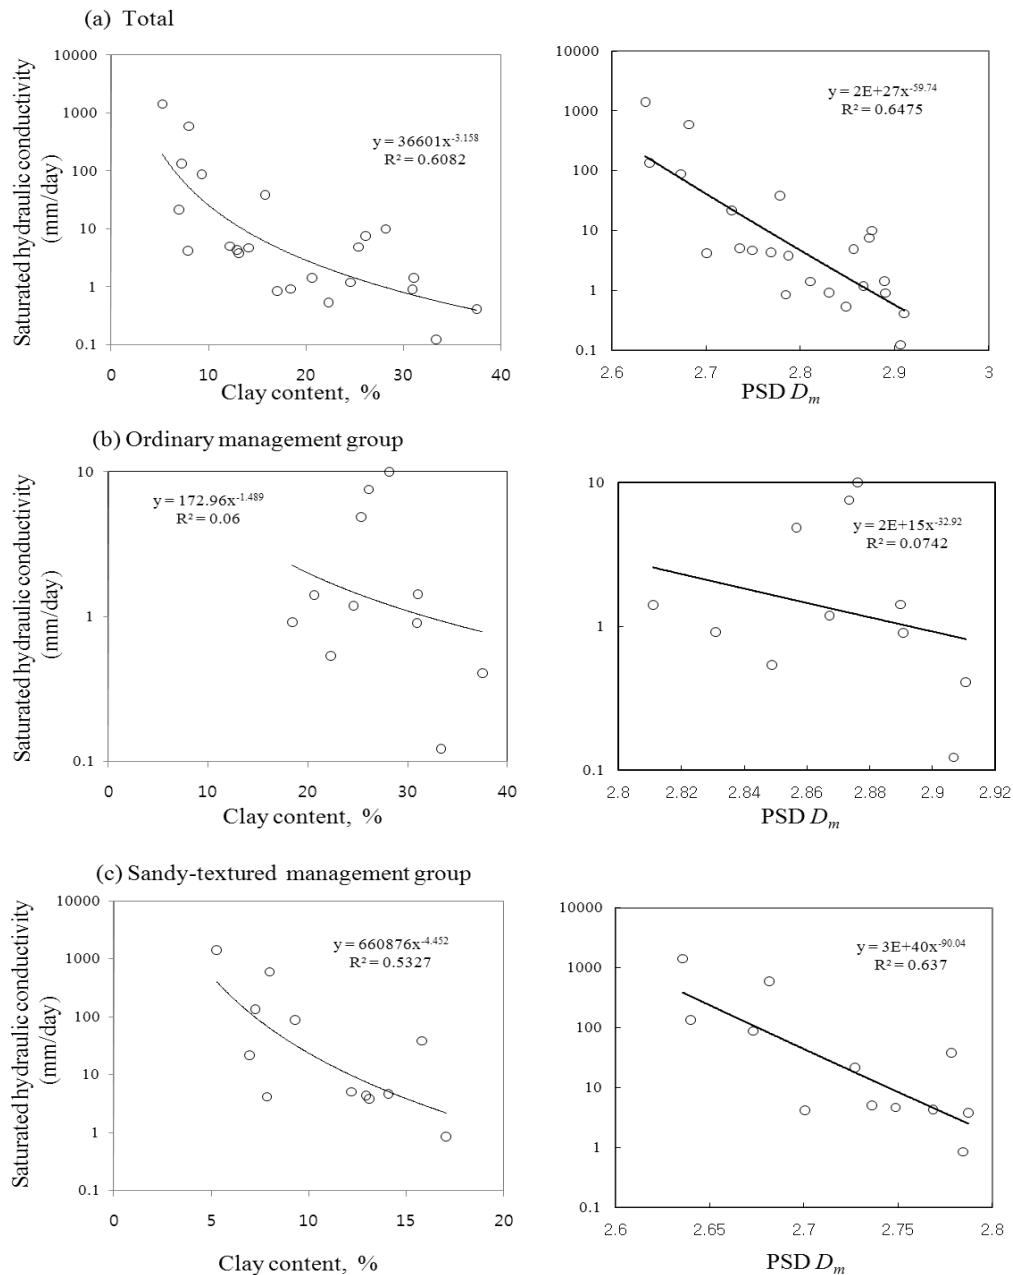 (a) Total
Saturated hydraulic conductivity
(mm/day)
10000
1000
100
10
1
0.1
y = 36601x^-3.158
R² = 0.6082
0 10 20 30 40
Clay content, %
10000
1000
100
10
1
0.1
y = 2E+27x^-59.74
R² = 0.6475
2.6 2.7 2.8 2.9 3
PSD Dm
(b) Ordinary management group
Saturated hydraulic conductivity
(mm/day)
10
1
0.1
y = 172.96x^-1.489
R² = 0.06
0 10 20 30 40
Clay content, %
10
1
0.1
y = 2E+15x^-32.92
R² = 0.0742
2.8 2.82 2.84 2.86 2.88 2.9 2.92
PSD Dm
(c) Sandy-textured management group
Saturated hydraulic conductivity
(mm/day)
10000
1000
100
10
1
0.1
y = 660876x^-4.452
R² = 0.5327
0 5 10 15 20
Clay content, %
10000
1000
100
10
1
0.1
y = 3E+40x^-90.04
R² = 0.637
2.6 2.65 2.7 2.75 2.8
PSD Dm